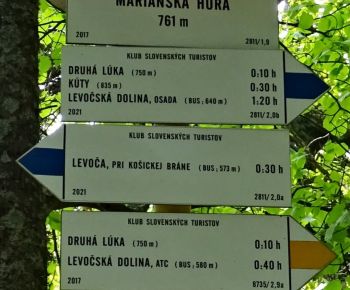 MARIÁNSKA HORA
761 m
2017 2811/1,9
KLUB SLOVENSKÝCH TURISTOV
DRUHÁ LÚKA (750 m) 0:10 h
KÚTY (835 m) 0:30 h
LEVOČSKÁ DOLINA, OSADA (BUS; 640 m) 1:20 h
2021 2811/2,0b
KLUB SLOVENSKÝCH TURISTOV
LEVOČA, PRI KOŠICKEJ BRÁNE (BUS; 573 m) 0:30 h
2021 2811/2,0a
KLUB SLOVENSKÝCH TURISTOV
DRUHÁ LÚKA (750 m) 0:10 h
LEVOČSKÁ DOLINA, ATC (BUS; 580 m) 0:40 h
2017 8735/2,9a